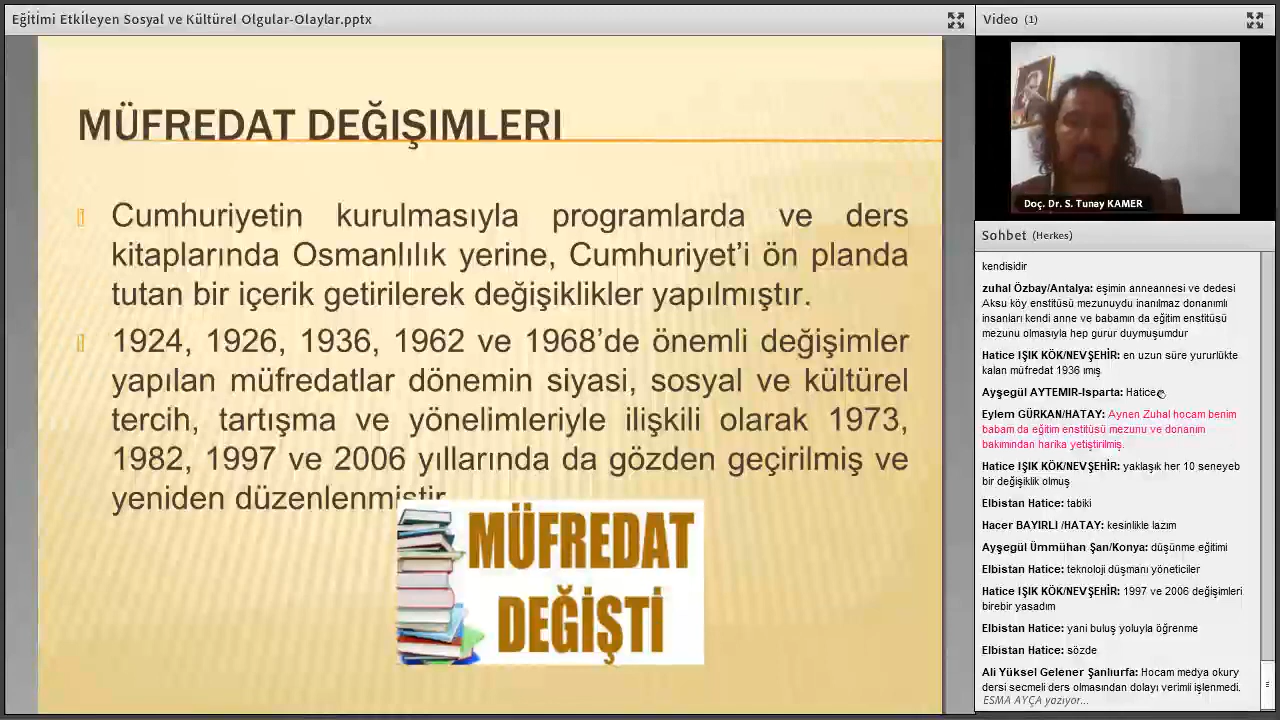 Eğitimi Etkileyen Sosyal ve Kültürel Olgular-Olaylar.pptx
MÜFREDAT DEĞIŞIMLERI
Cumhuriyetin kurulmasıyla programlarda ve ders
kitaplarında Osmanlılık yerine, Cumhuriyet’i ön planda
tutan bir içerik getirilerek değişiklikler yapılmıştır.
1924, 1926, 1936, 1962 ve 1968’de önemli değişimler
yapılan müfredatlar dönemin siyasi, sosyal ve kültürel
tercih, tartışma ve yönelimleriyle ilişkili olarak 1973,
1982, 1997 ve 2006 yıllarında da gözden geçirilmiş ve
yeniden düzenlenmiştir.
MÜFREDAT
DEĞİŞTİ
Video (1)
Doç. Dr. S. Tunay KAMER
Sohbet (Herkes)
kendisidir
zuhal Özbay/Antalya: eşimin anneannesi ve dedesi
Aksu köy enstitüsü mezunuydu inanılmaz donanımlı
insanları kendi anne ve babamın da eğitim enstitüsü
mezunu olmasıyla hep gurur duymuşumdur
Hatice IŞIK KÖK/NEVŞEHİR: en uzun süre yururlükte
kalan müfredat 1936 ımış
Ayşegül AYTEMIR-Isparta: Hatice
Eylem GÜRKAN/HATAY: Aynen Zuhal hocam benim
babam da eğitim enstitüsü mezunu ve donanım
bakımından harika yetiştirilmiş.
Hatice IŞIK KÖK/NEVŞEHİR: yaklaşık her 10 seneyeb
bir değişiklik olmuş
Elbistan Hatice: tabiki
Hacer BAYIRLI /HATAY: kesinlikle lazım
Ayşegül Ümmühan Şan/Konya: düşünme eğitimi
Elbistan Hatice: teknoloji düşmanı yöneticiler
Hatice IŞIK KÖK/NEVŞEHİR: 1997 ve 2006 değişimleri
birebir yasadım
Elbistan Hatice: yani buluş yoluyla öğrenme
Elbistan Hatice: sözde
Ali Yüksel Gelener Şanlıurfa: Hocam medya okury
dersi secmeli ders olmasından dolayı verimli işlenmedi.
ESMA AYÇA yazıyor...